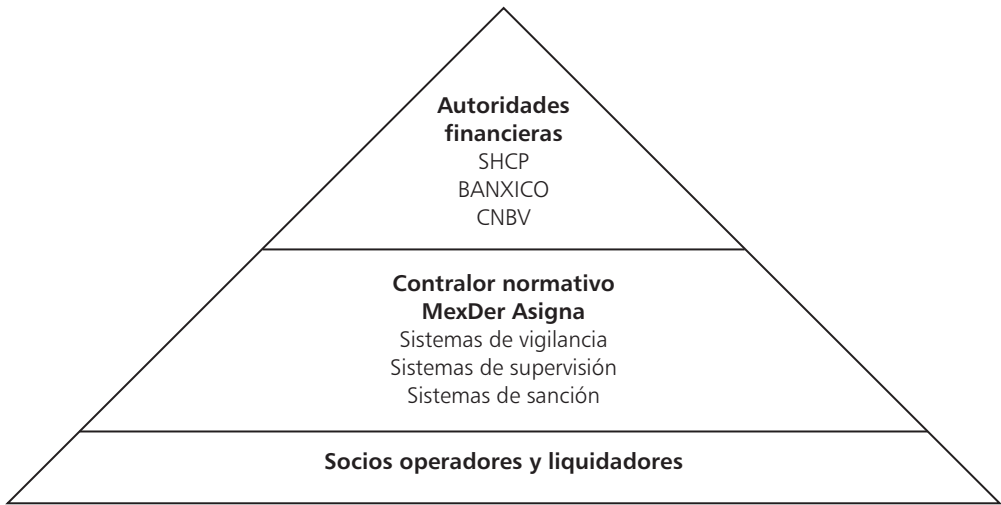 Autoridades
financieras
SHCP
BANXICO
CNBV
Contralor normativo
MexDer Asigna
Sistemas de vigilancia
Sistemas de supervisión
Sistemas de sanción
Socios operadores y liquidadores